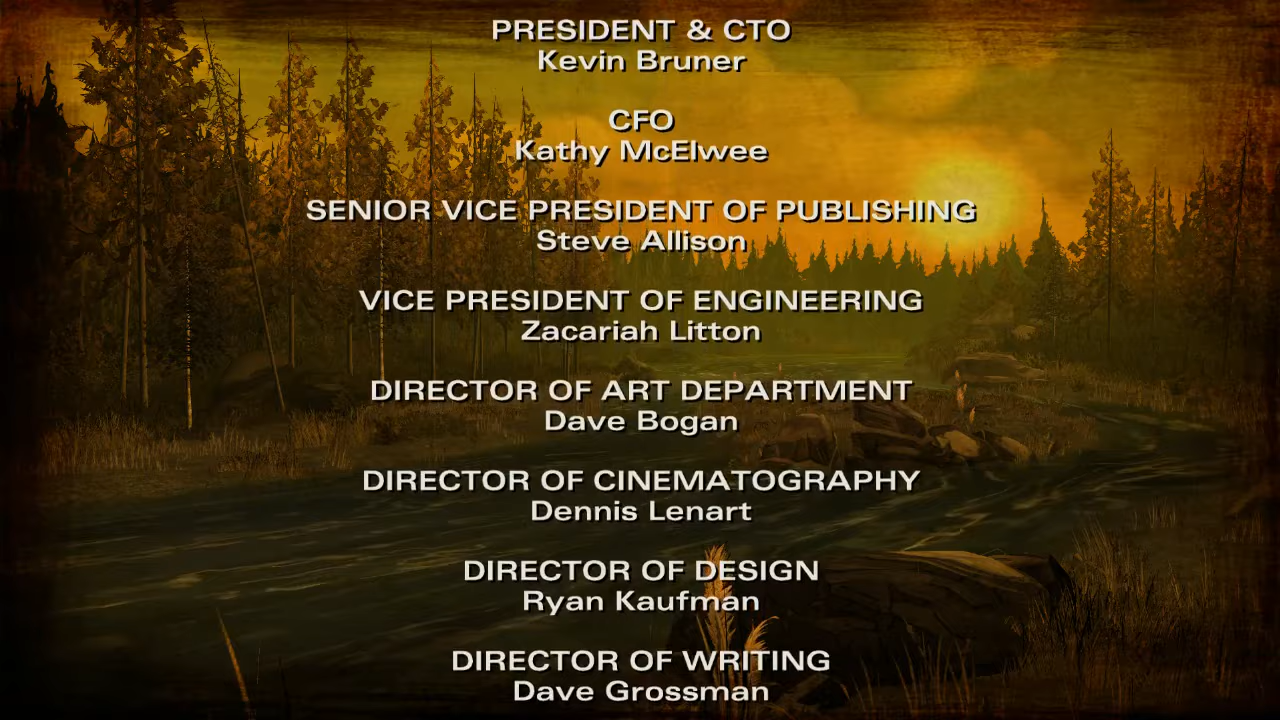 PRESIDENT & CTO
Kevin Bruner
CFO
Kathy McElwee
SENIOR VICE PRESIDENT OF PUBLISHING
Steve Allison
VICE PRESIDENT OF ENGINEERING
Zacariah Litton
DIRECTOR OF ART DEPARTMENT
Dave Bogan
DIRECTOR OF CINEMATOGRAPHY
Dennis Lenart
DIRECTOR OF DESIGN
Ryan Kaufman
DIRECTOR OF WRITING
Dave Grossman